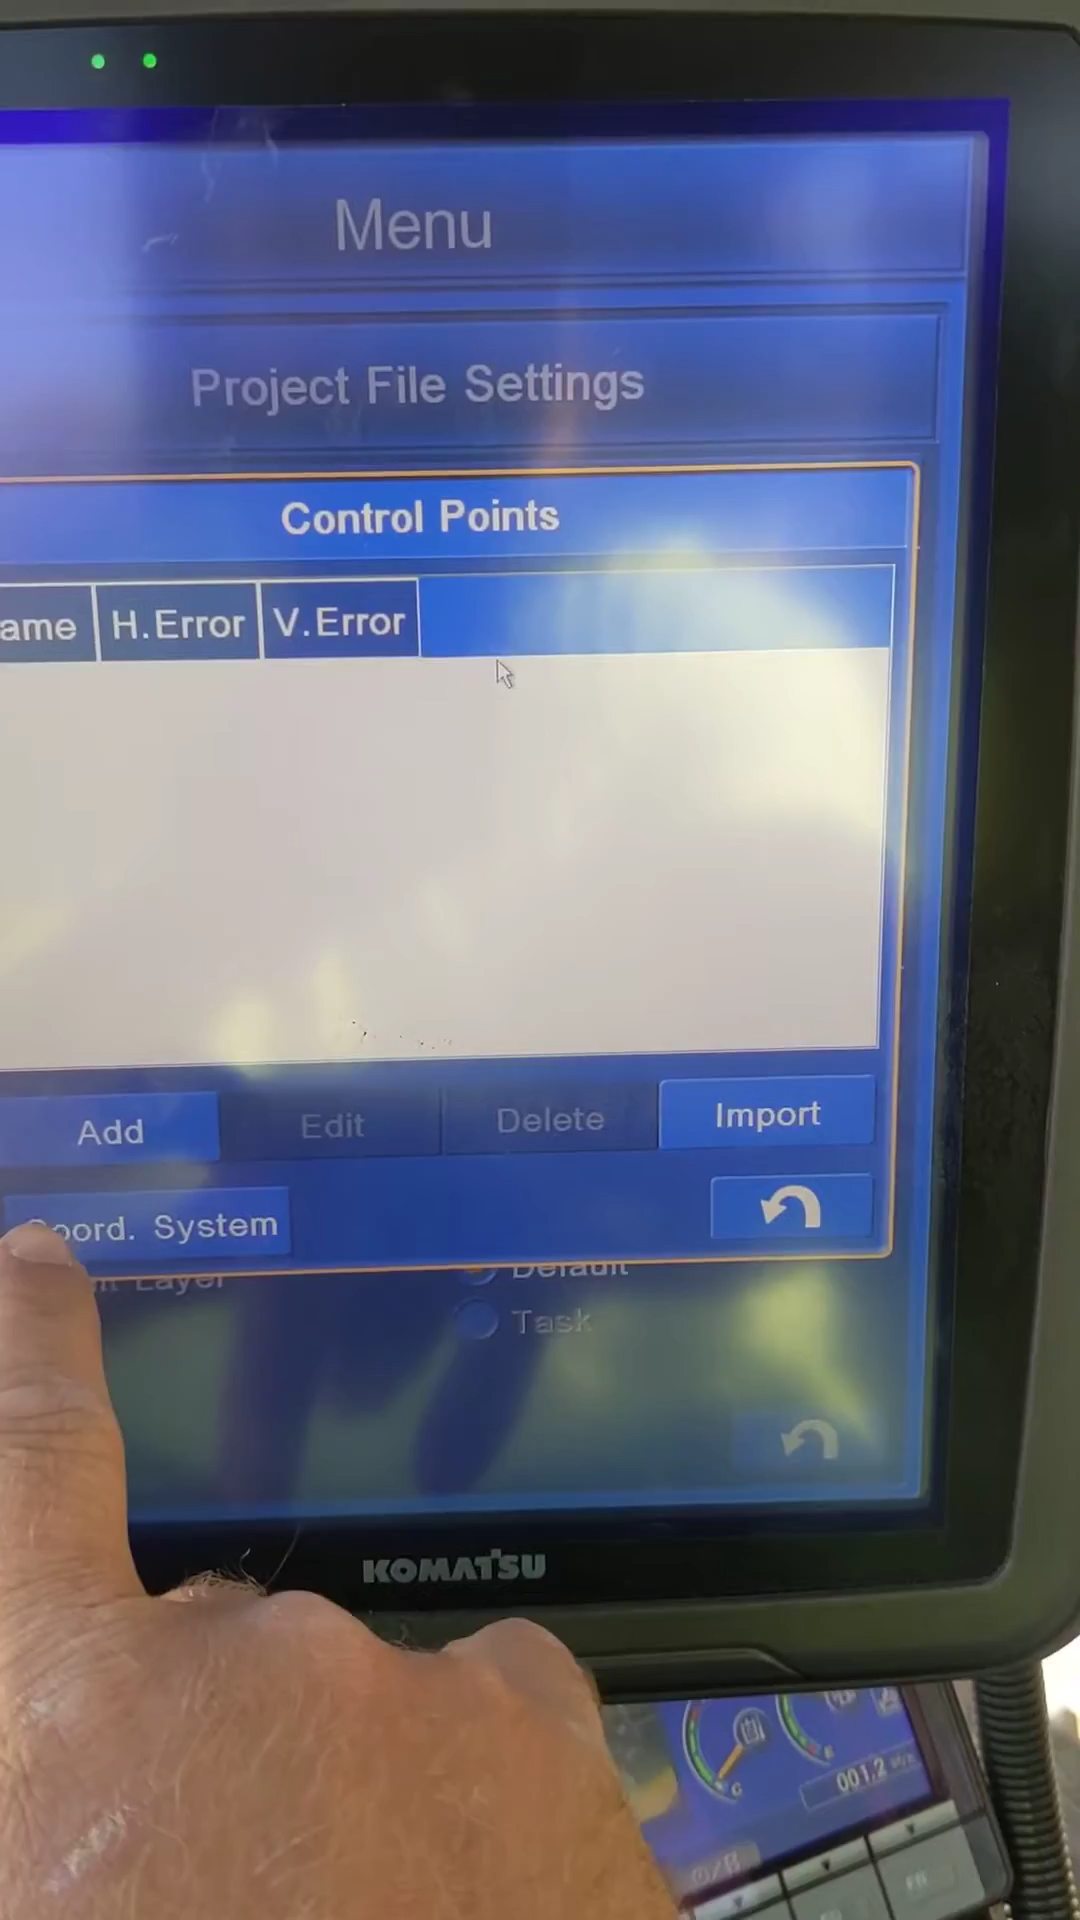 Menu
Project File Settings
Control Points
ame H.Error V.Error
Add Edit Delete Import
Coord. System
Layer Default
Task
KOMATSU
E
C
001.2